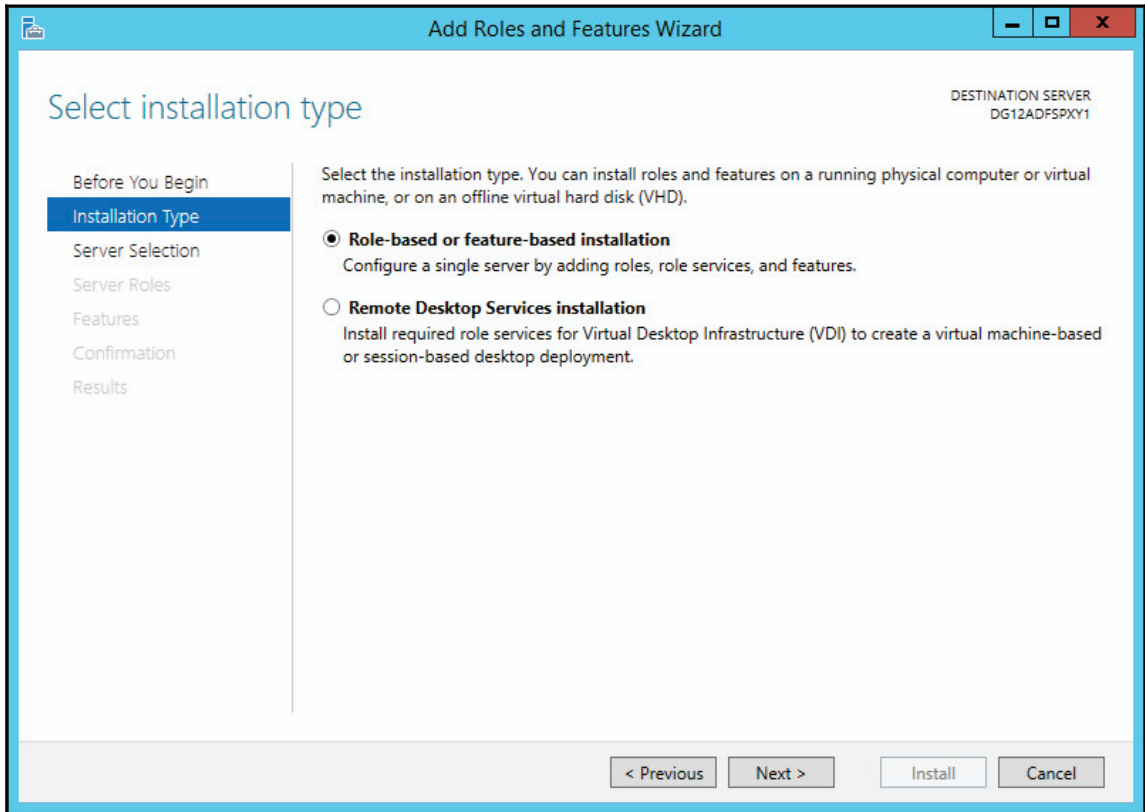 Add Roles and Features Wizard
Select installation type
DESTINATION SERVER
DG12ADFSPXY1
Before You Begin
Installation Type
Server Selection
Server Roles
Features
Confirmation
Results
Select the installation type. You can install roles and features on a running physical computer or virtual
machine, or on an offline virtual hard disk (VHD).
Role-based or feature-based installation
Configure a single server by adding roles, role services, and features.
Remote Desktop Services installation
Install required role services for Virtual Desktop Infrastructure (VDI) to create a virtual machine-based
or session-based desktop deployment.
< Previous
Next >
Install
Cancel